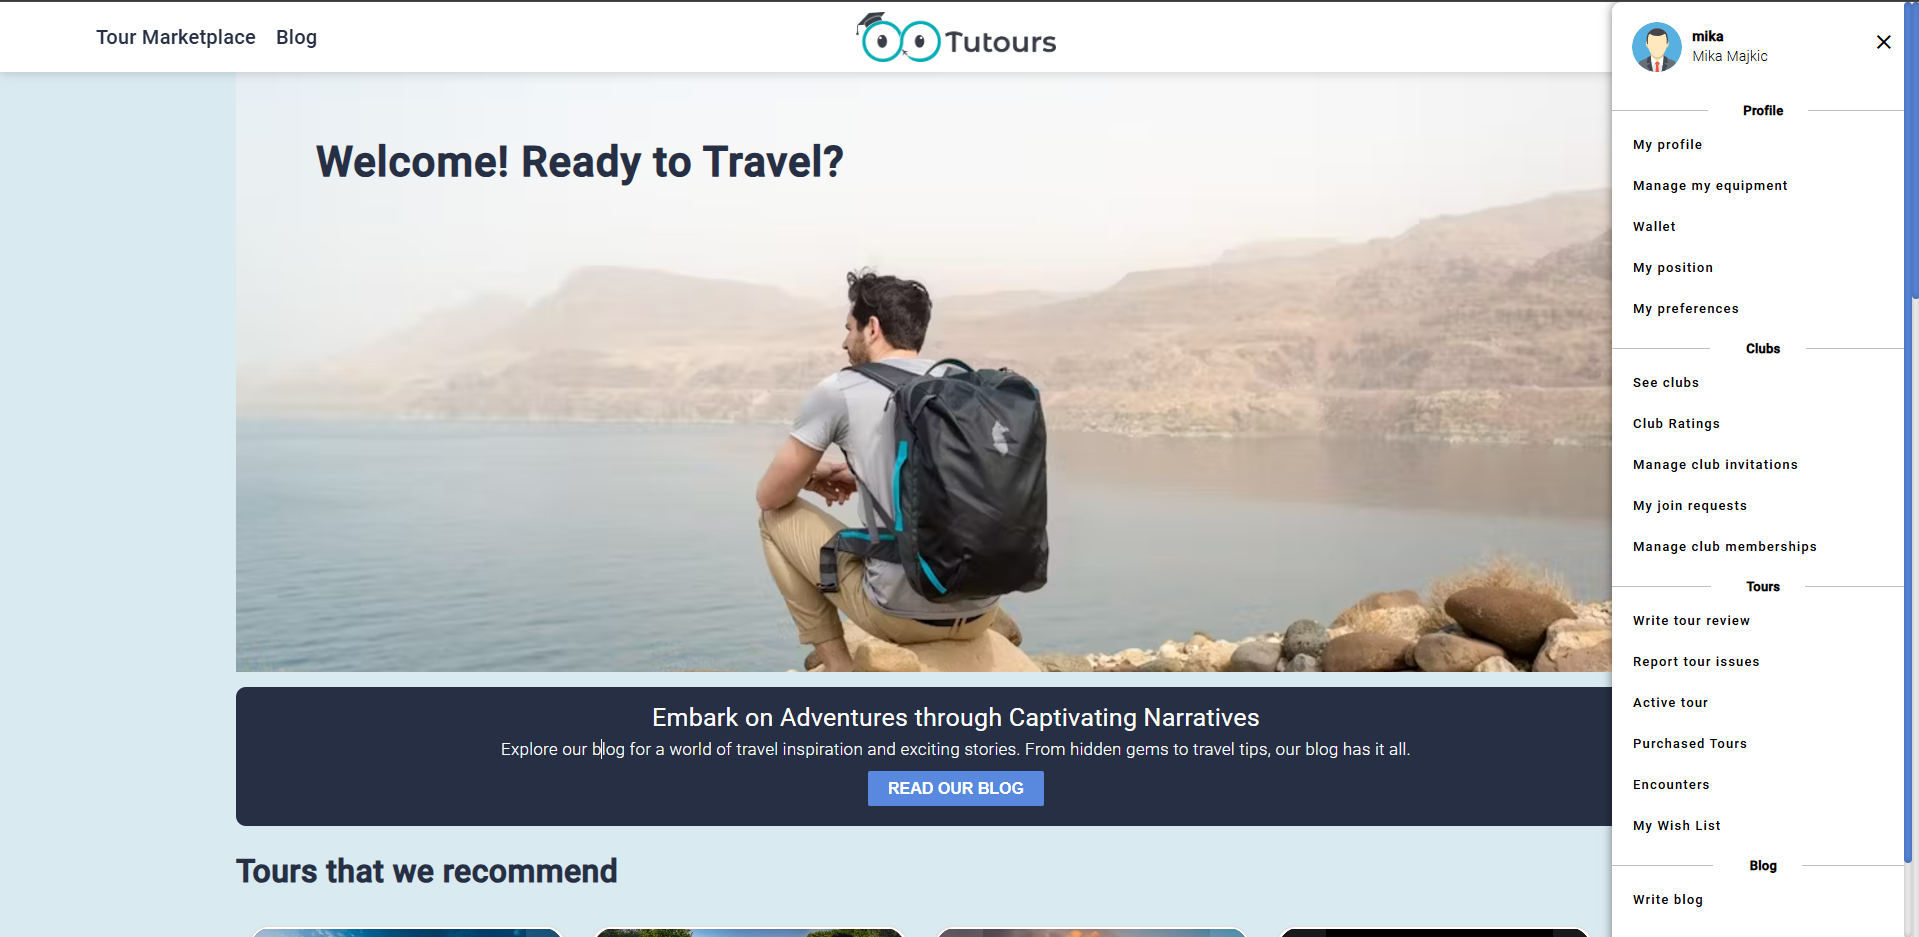 Tour Marketplace Blog
Tutours
mika
Mika Majkic
Welcome! Ready to Travel?
Embark on Adventures through Captivating Narratives
Explore our blog for a world of travel inspiration and exciting stories. From hidden gems to travel tips, our blog has it all.
READ OUR BLOG
Tours that we recommend
Profile
My profile
Manage my equipment
Wallet
My position
My preferences
Clubs
See clubs
Club Ratings
Manage club invitations
My join requests
Manage club memberships
Tours
Write tour review
Report tour issues
Active tour
Purchased Tours
Encounters
My Wish List
Blog
Write blog